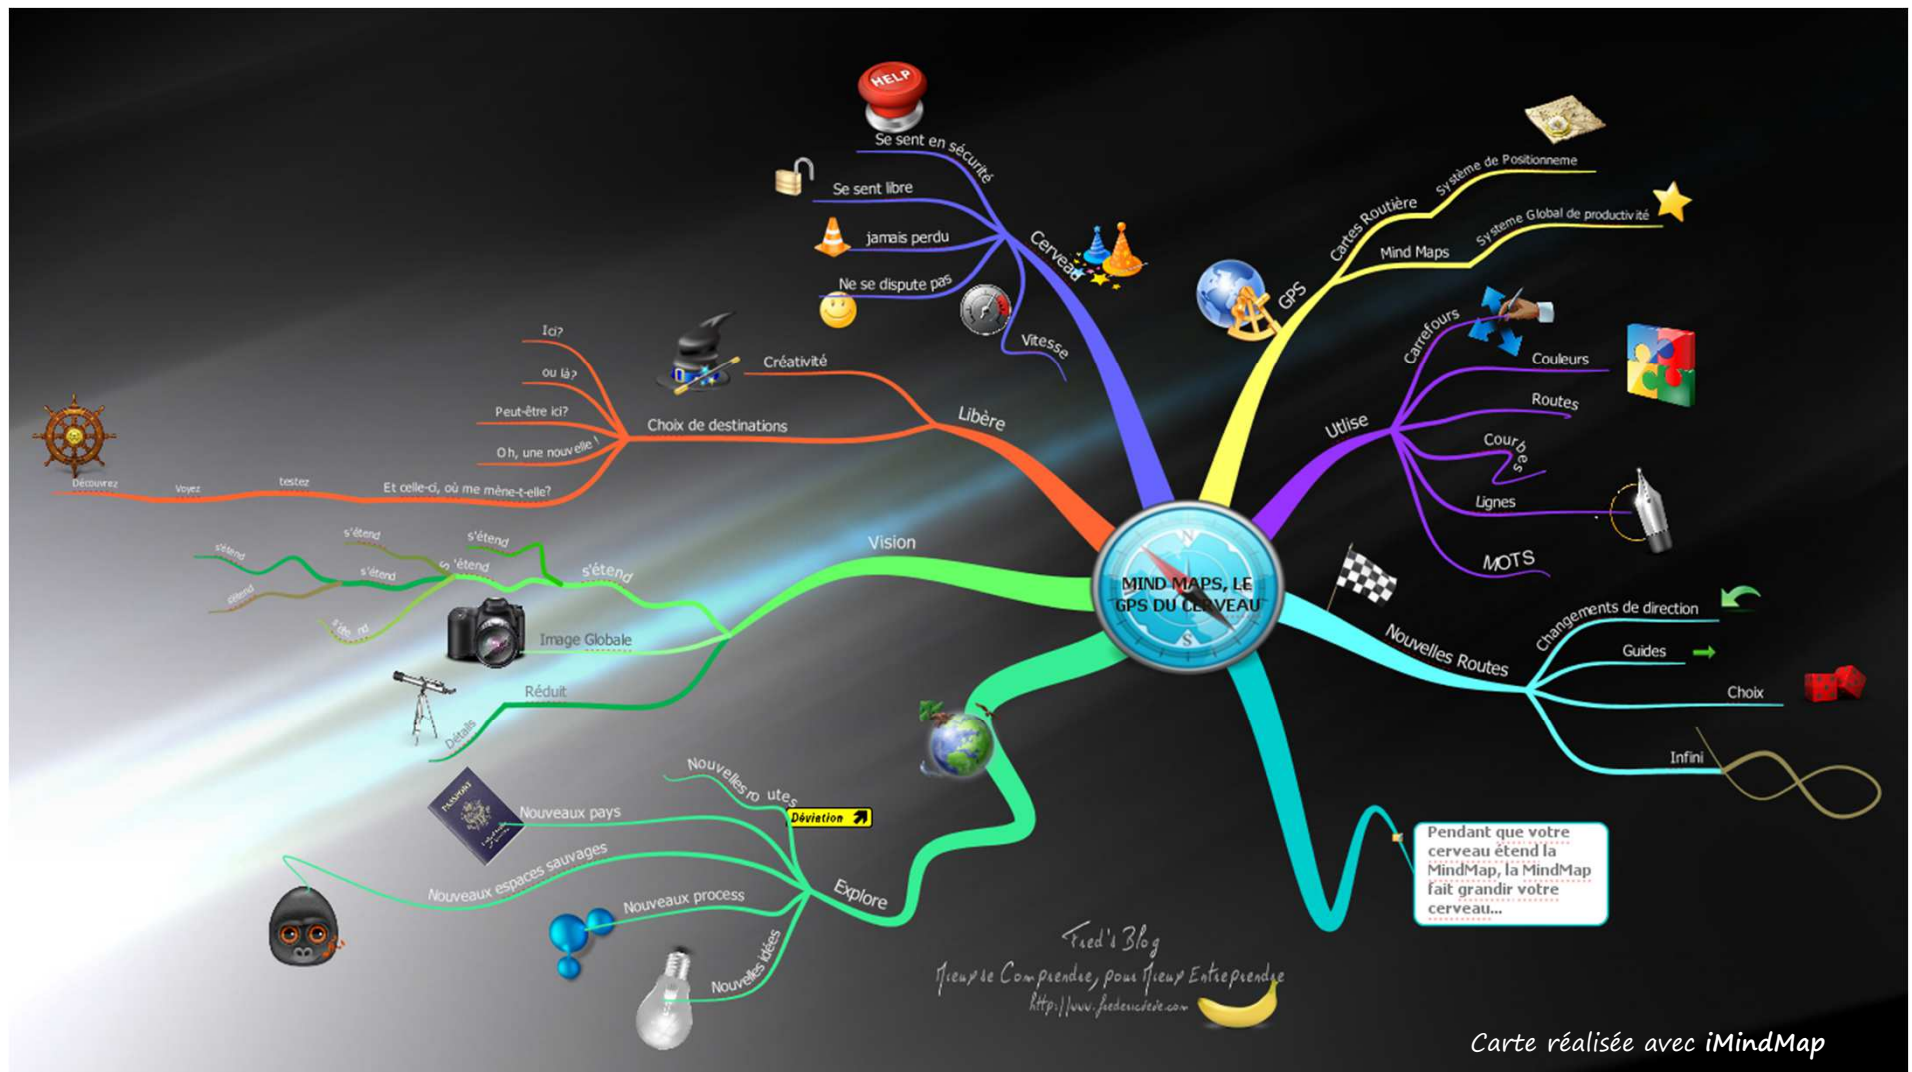 MIND MAPS, LE
GPS DU CERVEAU
GPS
Cartes Routière
Système de Positionneme
Mind Maps
Systeme Global de productivité
Utlise
Carrefours
Couleurs
Routes
Courbes
Lignes
MOTS
Nouvelles Routes
Changements de direction
Guides
Choix
Infini
Pendant que votre
cerveau étend la
MindMap, la MindMap
fait grandir votre
cerveau...
Explore
Nouvelles routes
Déviation
Nouveaux pays
PASSPORT
Nouveaux espaces sauvages
Nouveaux process
Nouvelles idées
Vision
s'étend
s'étend
s'étend
s'étend
s'étend
s'étend
s'étend
Image Globale
Réduit
Détails
Libère
Créativité
Choix de destinations
Ici?
ou là?
Peut-être ici?
Oh, une nouvelle !
Et celle-ci, où me mène-t-elle?
testez
Voyez
Découvrez
Cerveau
HELP
Se sent en sécurité
Se sent libre
jamais perdu
Ne se dispute pas
Vitesse
N
S
Fred's Blog
Mieux se Comprendre, pour Mieux Entreprendre
Carte réalisée avec iMindMap